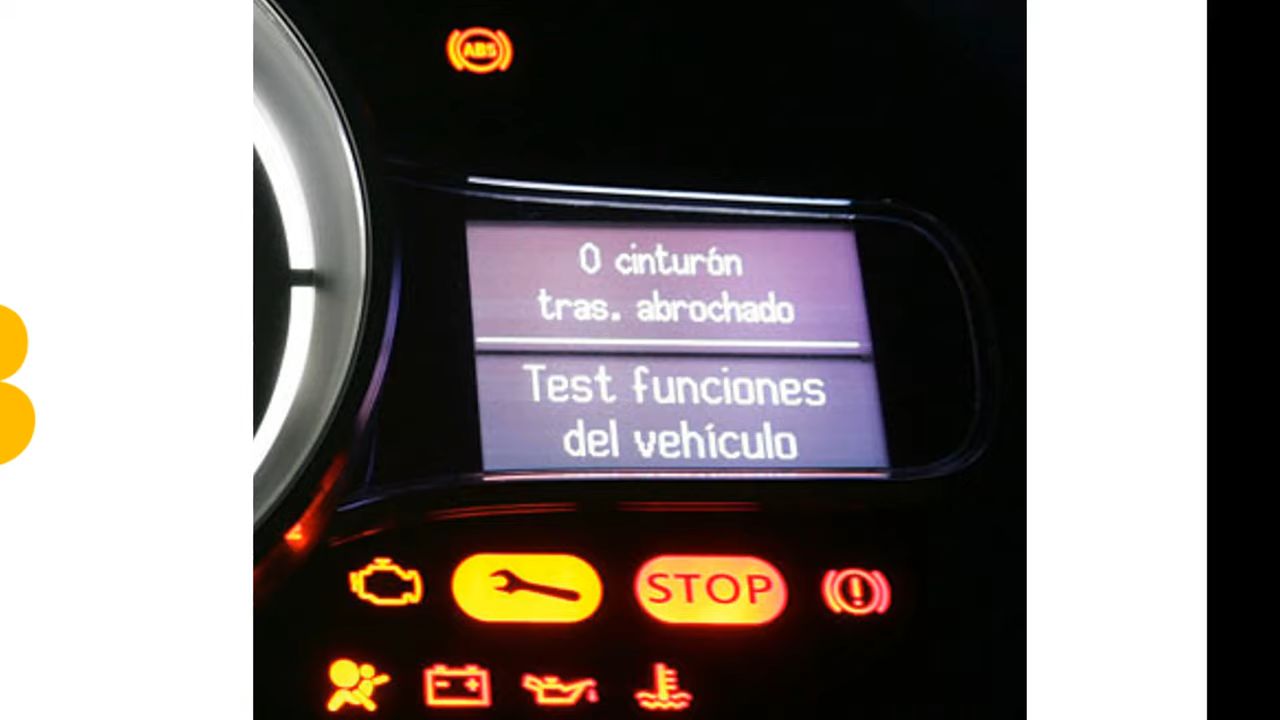 ABS
0 cinturón
tras. abrochado
Test funciones
del vehículo
STOP